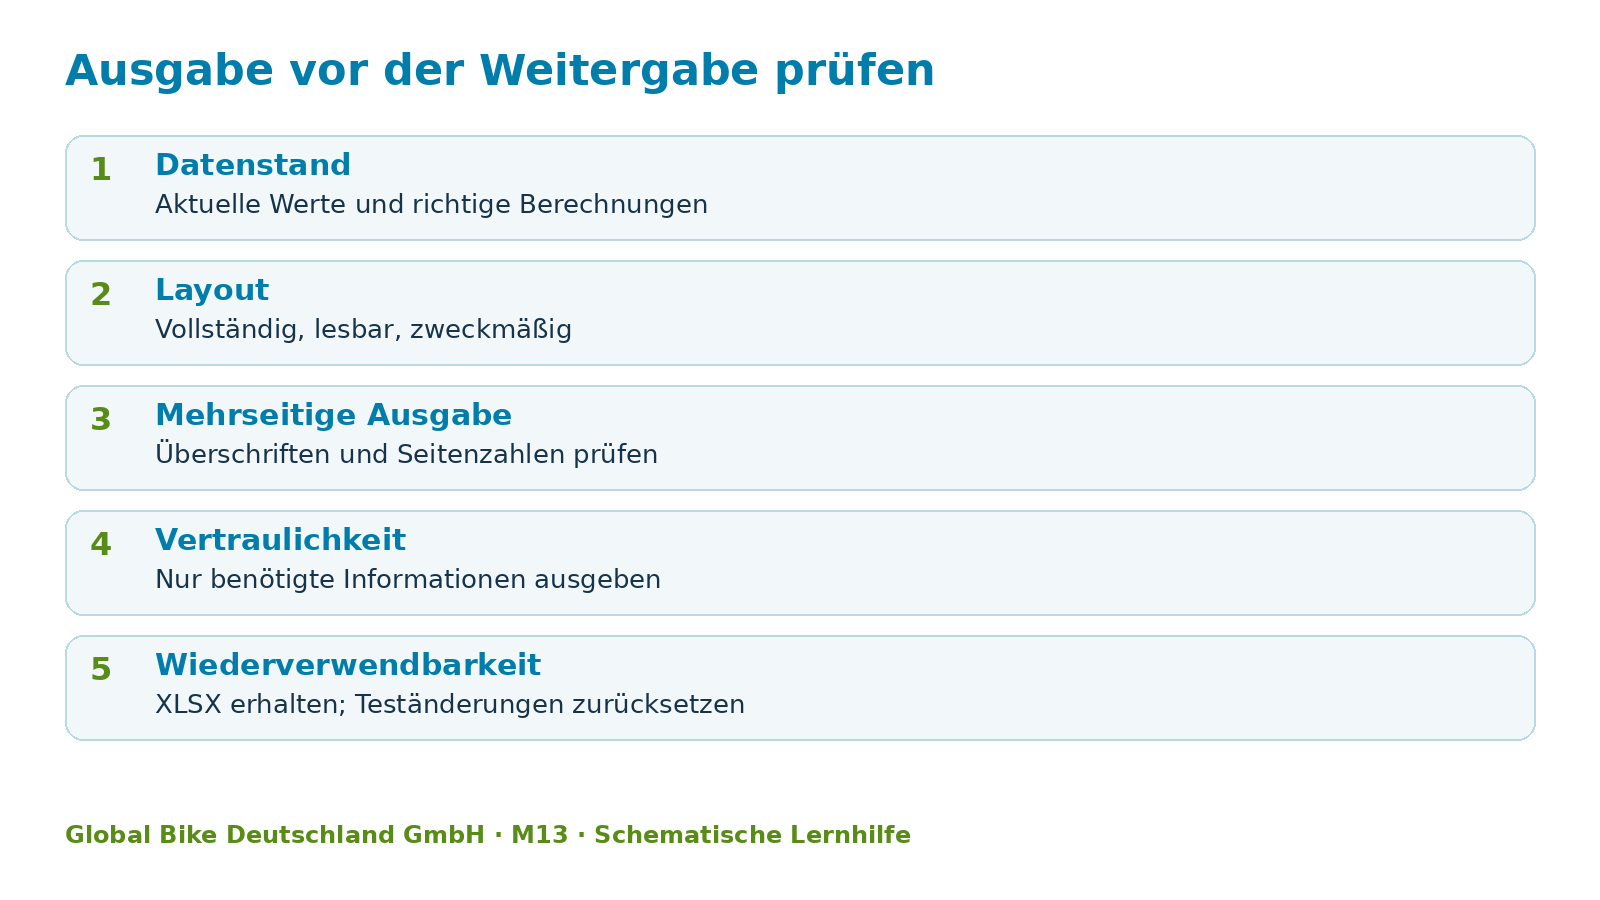 Ausgabe vor der Weitergabe prüfen
1 Datenstand
Aktuelle Werte und richtige Berechnungen
2 Layout
Vollständig, lesbar, zweckmäßig
3 Mehrseitige Ausgabe
Überschriften und Seitenzahlen prüfen
4 Vertraulichkeit
Nur benötigte Informationen ausgeben
5 Wiederverwendbarkeit
XLSX erhalten; Teständerungen zurücksetzen
Global Bike Deutschland GmbH · M13 · Schematische Lernhilfe